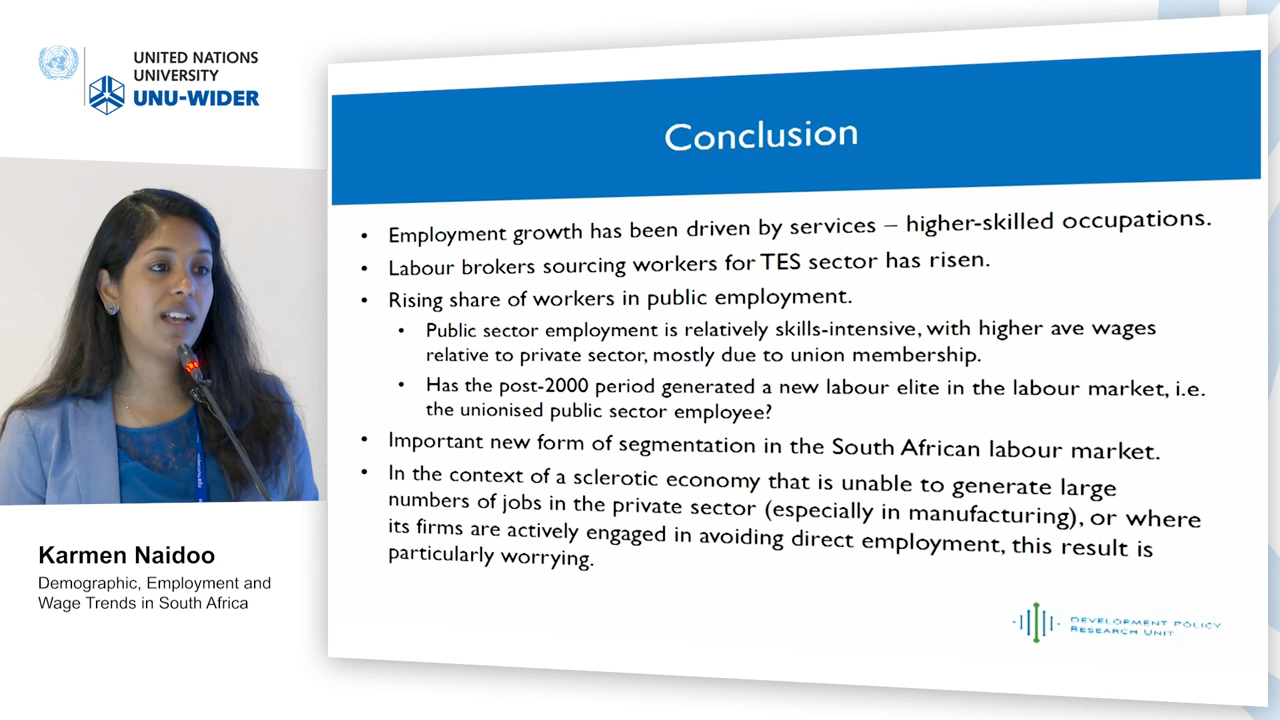 UNITED NATIONS
UNIVERSITY
UNU-WIDER
Karmen Naidoo
Demographic, Employment and
Wage Trends in South Africa
Conclusion
• Employment growth has been driven by services – higher-skilled occupations.
• Labour brokers sourcing workers for TES sector has risen.
• Rising share of workers in public employment.
• Public sector employment is relatively skills-intensive, with higher ave wages
relative to private sector, mostly due to union membership.
• Has the post-2000 period generated a new labour elite in the labour market, i.e.
the unionised public sector employee?
• Important new form of segmentation in the South African labour market.
• In the context of a sclerotic economy that is unable to generate large
numbers of jobs in the private sector (especially in manufacturing), or where
its firms are actively engaged in avoiding direct employment, this result is
particularly worrying.
DEVELOPMENT POLICY
RESEARCH UNIT